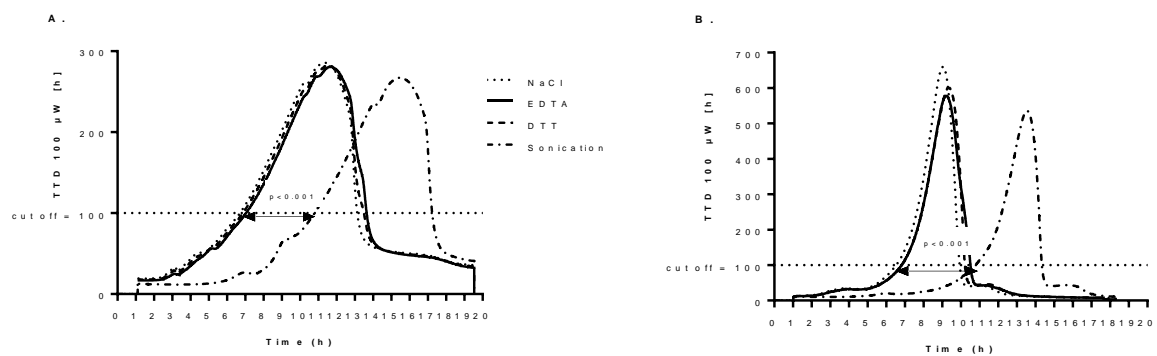 A.
300
200
cut off = 100
0
TTD 100 µW [h]
p<0.001
0 1 2 3 4 5 6 7 8 9 10 11 12 13 14 15 16 17 18 19 20
Time (h)
NaCl
EDTA
DTT
Sonication
B.
700
600
500
400
300
200
cut off = 100
0
TTD 100 µW [h]
p<0.001
0 1 2 3 4 5 6 7 8 9 10 11 12 13 14 15 16 17 18 19 20
Time (h)